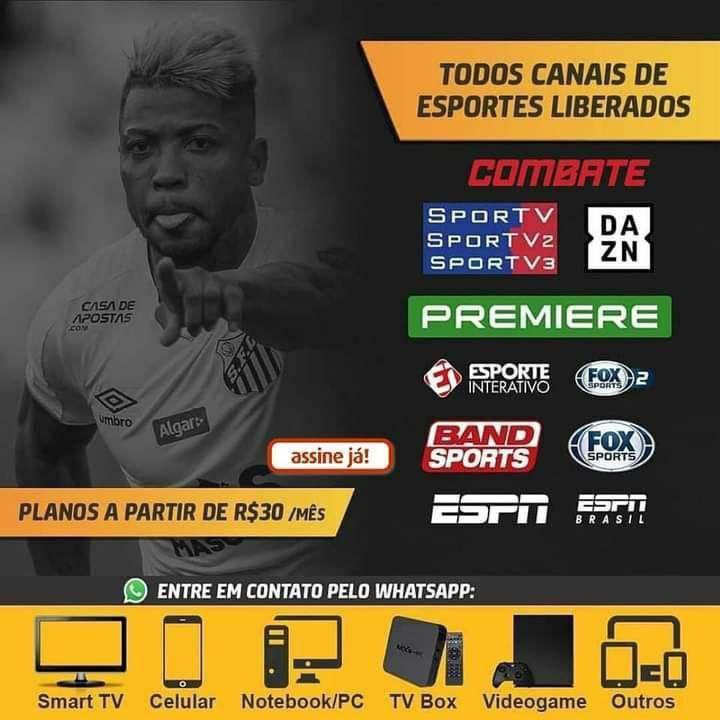 TODOS CANAIS DE
ESPORTES LIBERADOS
COMBATE
SPORTV
SPORTV2
SPORTV3
DA
ZN
PREMIERE
Ei ESPORTE
INTERATIVO
FOX 2
SPORTS
BAND
SPORTS
FOX
SPORTS
ESPN
ESPN
BRASIL
CASA DE
APOSTAS
.COM
S.F.C.
umbro
Algar
assine já!
PLANOS A PARTIR DE R$30 /MÊS
ENTRE EM CONTATO PELO WHATSAPP:
Smart TV
Celular
Notebook/PC
TV Box
Videogame
Outros